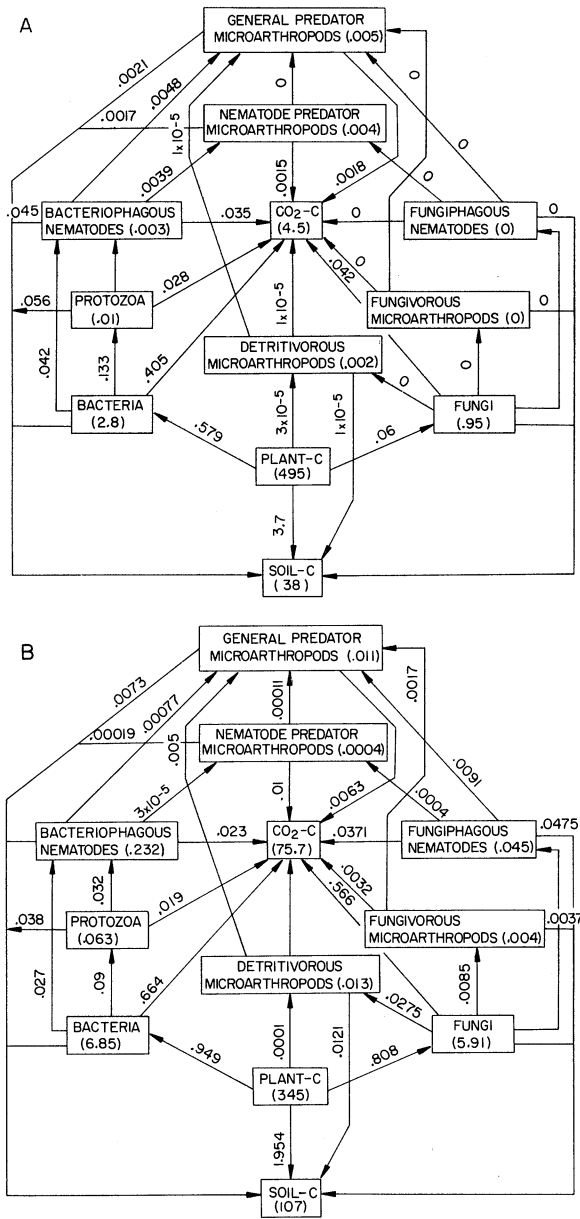 A
GENERAL PREDATOR
MICROARTHROPODS (.005)
.0021
.0017
.0048
1x10-5
0
0
NEMATODE PREDATOR
MICROARTHROPODS (.004)
.0039
.0015
.0018
0
0
.045
BACTERIOPHAGOUS
NEMATODES (.003)
.035
CO2-C
(4.5)
0
FUNGIPHAGOUS
NEMATODES (0)
0
.028
.042
0
.056
PROTOZOA
(.01)
FUNGIVOROUS
MICROARTHROPODS (0)
0
.042
.133
.405
1x10-5
DETRITIVOROUS
MICROARTHROPODS (.002)
0
0
BACTERIA
(2.8)
.579
3x10-5
1x10-5
.06
FUNGI
(.95)
PLANT-C
(495)
3.7
SOIL-C
(38)
B
GENERAL PREDATOR
MICROARTHROPODS (.011)
.0073
.00019
.00077
.005
.00011
.0017
NEMATODE PREDATOR
MICROARTHROPODS (.0004)
3x10-5
.01
.0063
.0004
.0091
BACTERIOPHAGOUS
NEMATODES (.232)
.023
CO2-C
(75.7)
.0371
FUNGIPHAGOUS
NEMATODES (.045)
.0475
.032
.019
.566
.0032
.038
PROTOZOA
(.063)
FUNGIVOROUS
MICROARTHROPODS (.004)
.0037
.027
.09
.664
DETRITIVOROUS
MICROARTHROPODS (.013)
.0275
.0085
BACTERIA
(6.85)
.949
.0001
.0121
.808
FUNGI
(5.91)
PLANT-C
(345)
1.954
SOIL-C
(107)